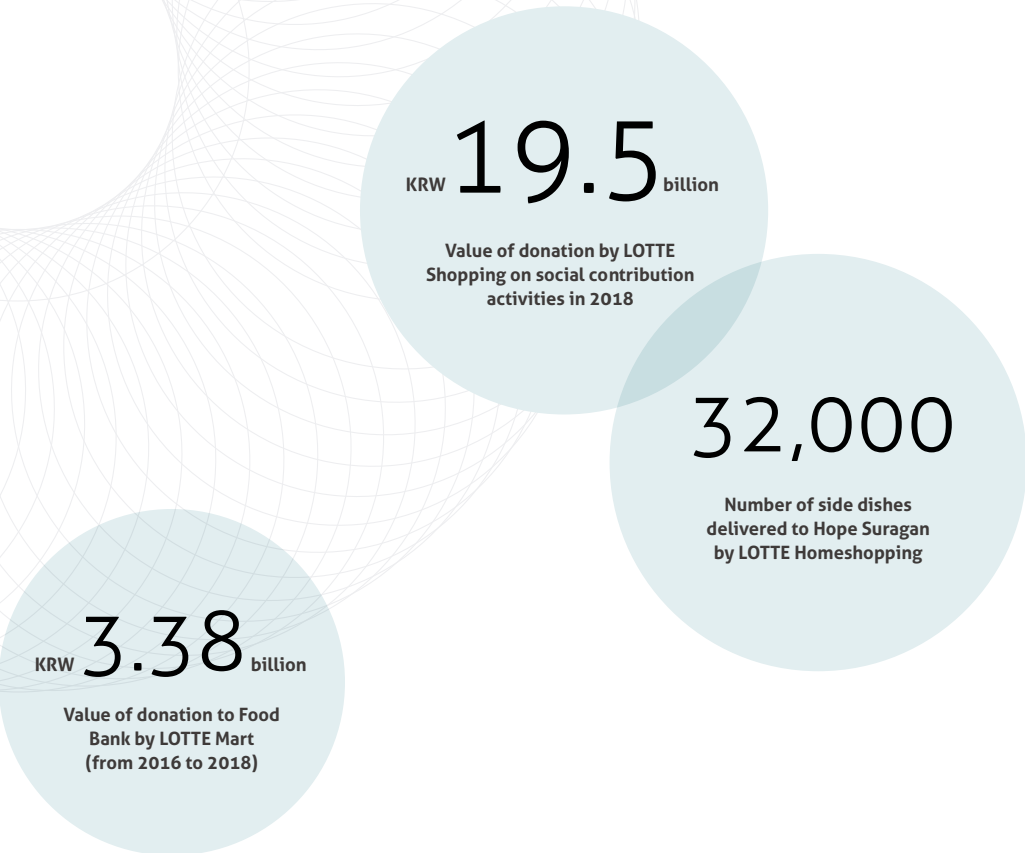 KRW 19.5 billion
Value of donation by LOTTE
Shopping on social contribution
activities in 2018
32,000
Number of side dishes
delivered to Hope Suragan
by LOTTE Homeshopping
KRW 3.38 billion
Value of donation to Food
Bank by LOTTE Mart
(from 2016 to 2018)